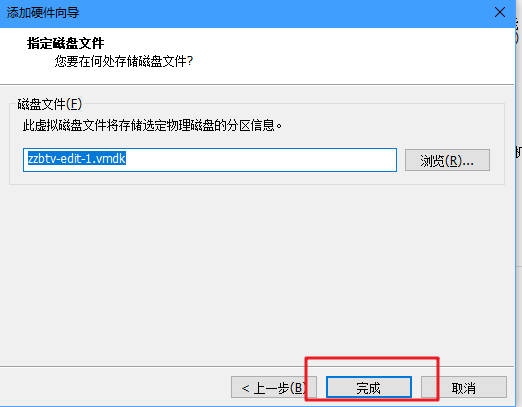 添加硬件向导
指定磁盘文件
您要在何处存储磁盘文件?
磁盘文件(F)
此虚拟磁盘文件将存储选定物理磁盘的分区信息。
zzbtv-edit-1.vmdk
浏览(R)...
< 上一步(B)
完成
取消